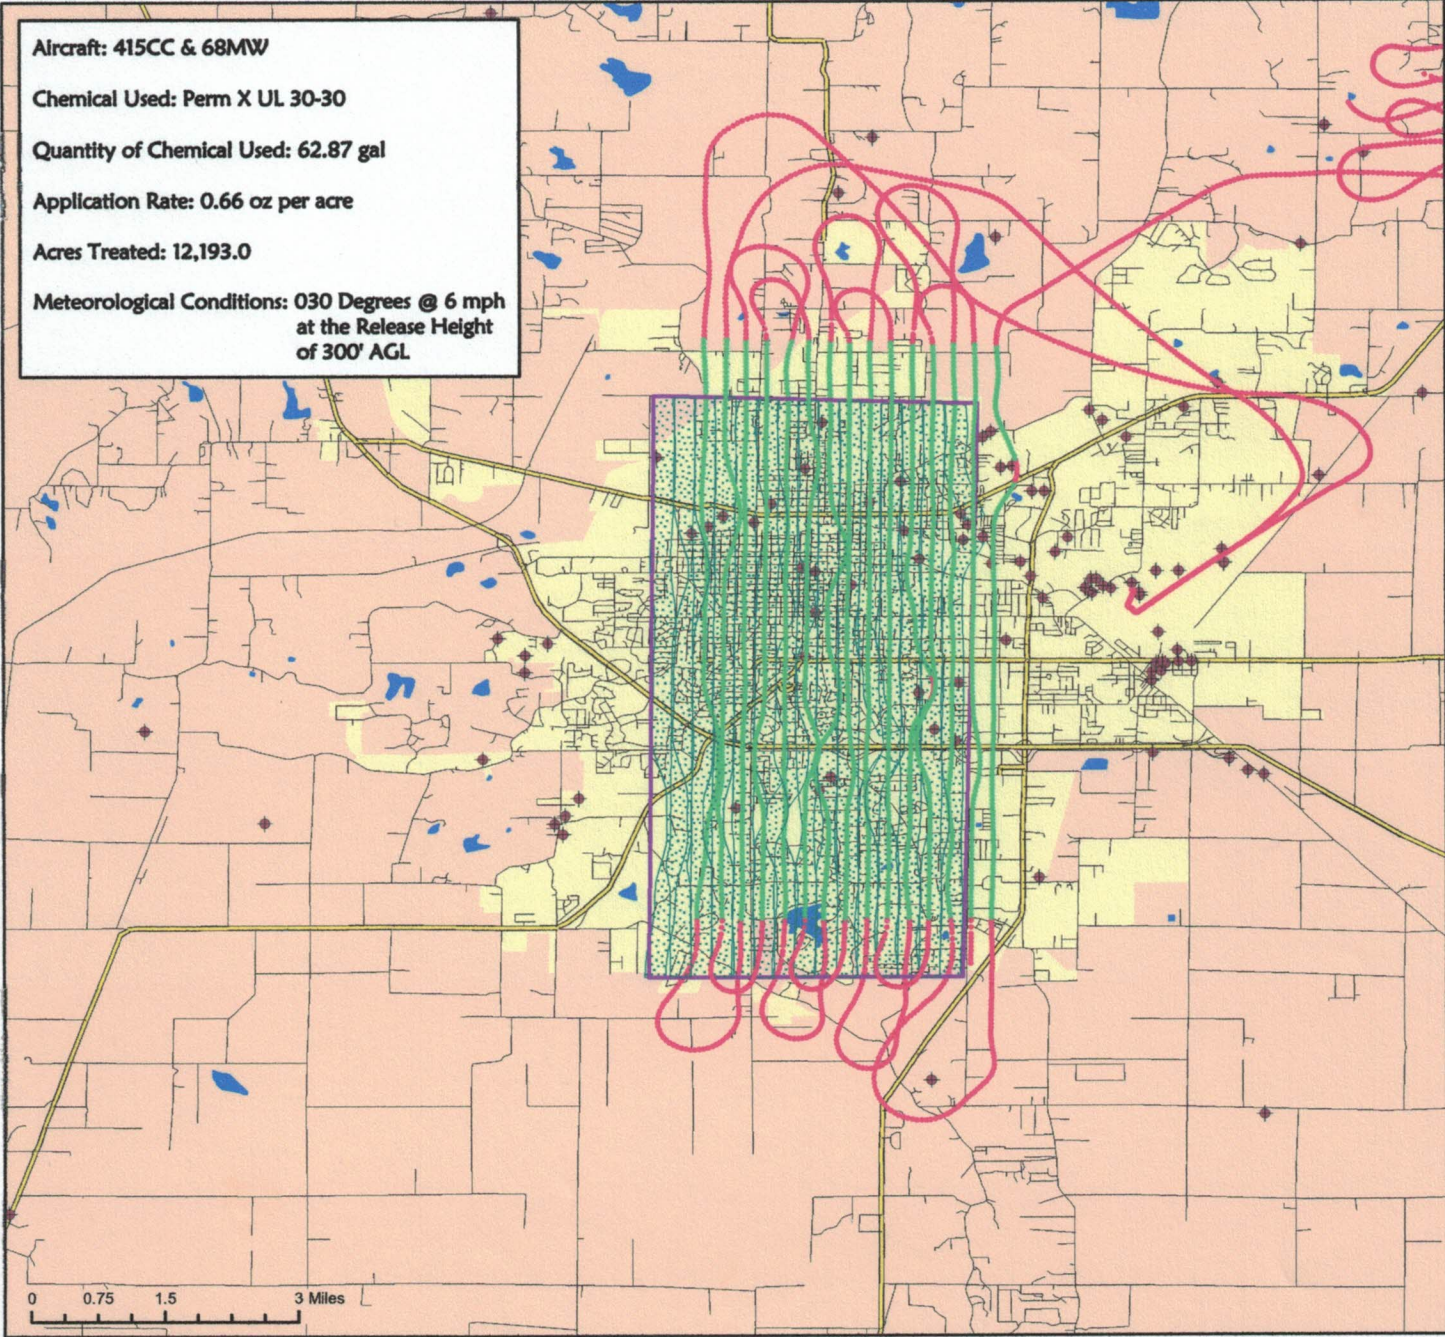 Aircraft: 415CC & 68MW
Chemical Used: Perm X UL 30-30
Quantity of Chemical Used: 62.87 gal
Application Rate: 0.66 oz per acre
Acres Treated: 12,193.0
Meteorological Conditions: 030 Degrees @ 6 mph
at the Release Height
of 300' AGL
0 0.75 1.5 3 Miles